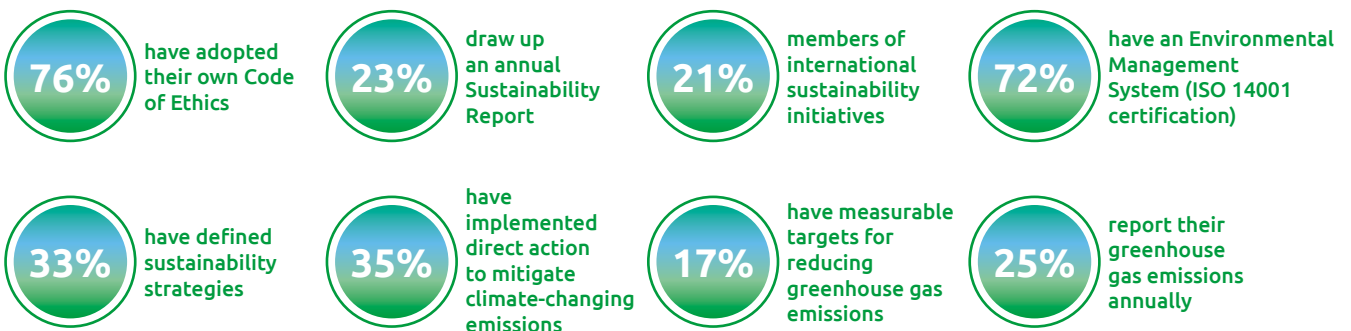 76%
have adopted
their own Code
of Ethics
23%
draw up
an annual
Sustainability
Report
21%
members of
international
sustainability
initiatives
72%
have an Environmental
Management
System (ISO 14001
certification)
33%
have defined
sustainability
strategies
35%
have
implemented
direct action
to mitigate
climate-changing
emissions
17%
have measurable
targets for
reducing
greenhouse gas
emissions
25%
report their
greenhouse
gas emissions
annually